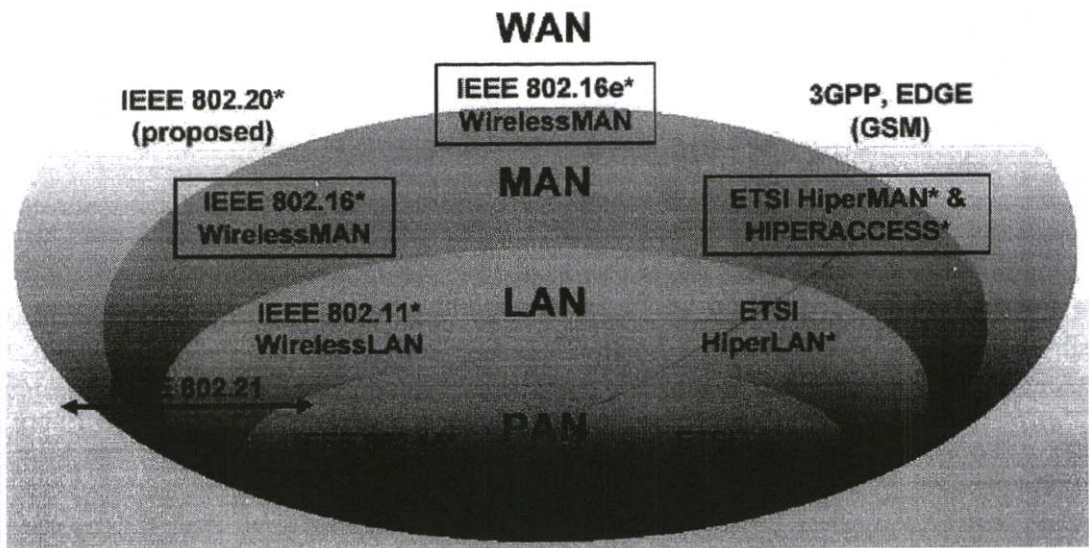 WAN
IEEE 802.20*
(proposed)
IEEE 802.16e*
WirelessMAN
3GPP, EDGE
(GSM)
MAN
IEEE 802.16*
WirelessMAN
ETSI HiperMAN* &
HIPERACCESS*
LAN
IEEE 802.11*
WirelessLAN
ETSI
HiperLAN*
802.21
PAN
ETSI